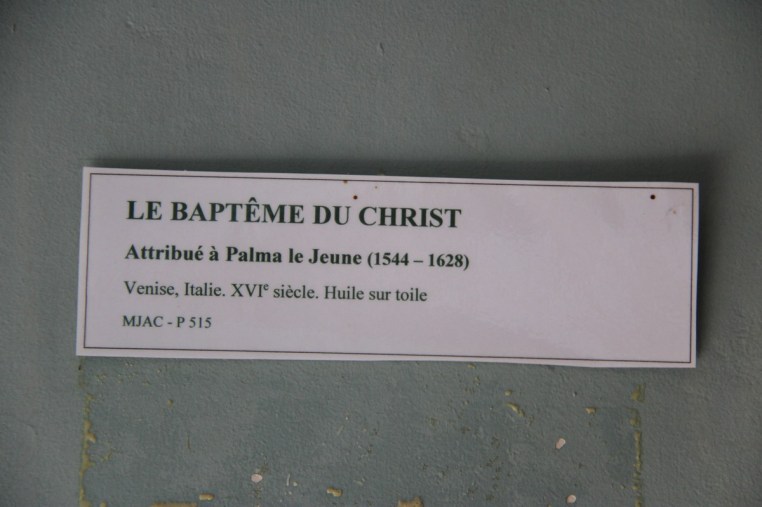 LE BAPTÊME DU CHRIST
Attribué à Palma le Jeune (1544 – 1628)
Venise, Italie. XVIe siècle. Huile sur toile
MJAC - P 515